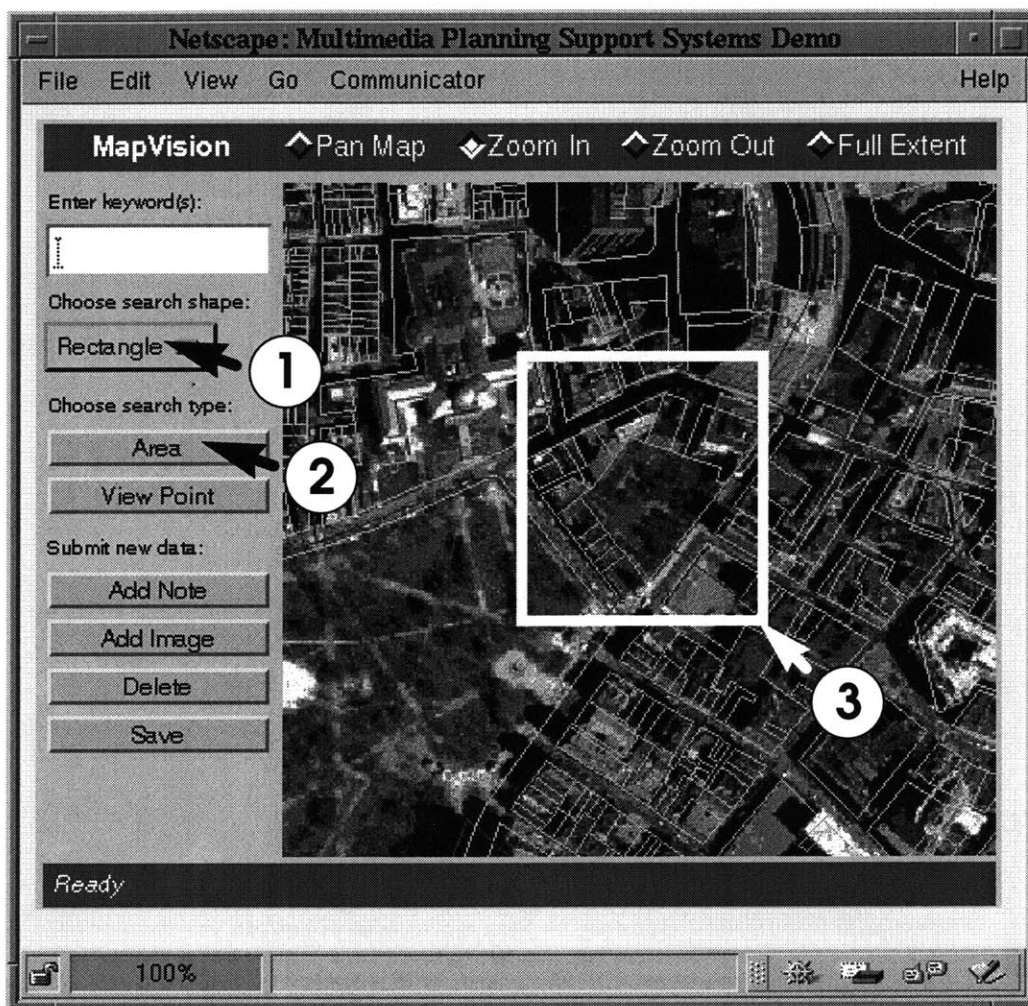 Netscape: Multimedia Planning Support Systems Demo
File Edit View Go Communicator Help
MapVision Pan Map Zoom In Zoom Out Full Extent
Enter keyword(s):
Choose search shape:
Rectangle
1
Choose search type:
Area
2
View Point
Submit new data:
Add Note
Add Image
Delete
3
Save
Ready
100%